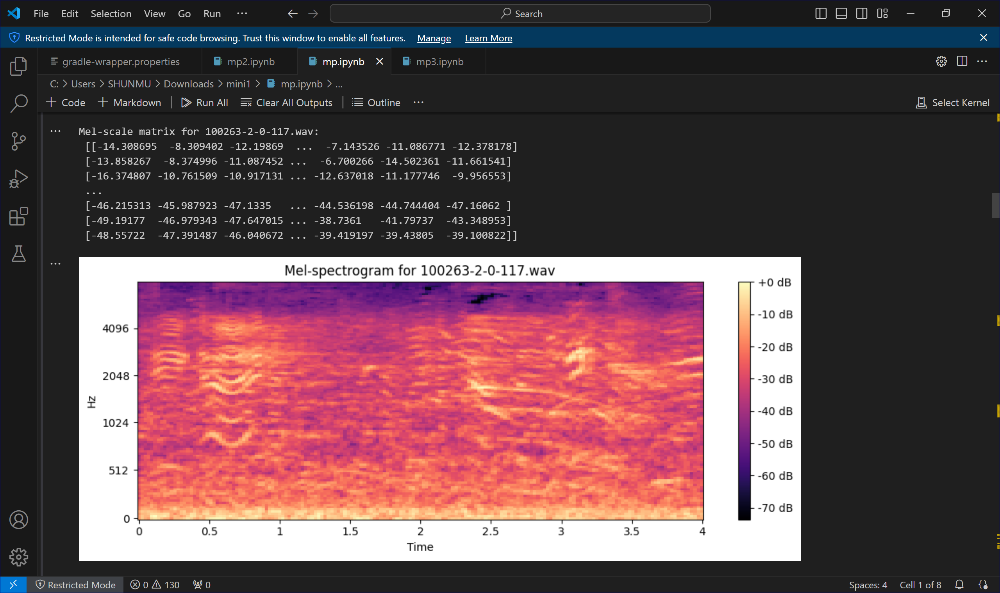 File Edit Selection View Go Run ... Search
Restricted Mode is intended for safe code browsing. Trust this window to enable all features. Manage Learn More
gradle-wrapper.properties mp2.ipynb mp.ipynb mp3.ipynb
C: > Users > SHUNMU > Downloads > mini1 > mp.ipynb > ...
+ Code + Markdown | Run All Clear All Outputs | Outline ... Select Kernel
... Mel-scale matrix for 100263-2-0-117.wav:
[[-14.308695 -8.309402 -12.19869 ... -7.143526 -11.086771 -12.378178]
[-13.858267 -8.374996 -11.087452 ... -6.700266 -14.502361 -11.661541]
[-16.374807 -10.761509 -10.917131 ... -12.637018 -11.177746 -9.956553]
...
[-46.215313 -45.987923 -47.1335 ... -44.536198 -44.744404 -47.16062 ]
[-49.19177 -46.979343 -47.647015 ... -38.7361 -41.79737 -43.348953]
[-48.55722 -47.391487 -46.040672 ... -39.419197 -39.43805 -39.100822]]
...
Mel-spectrogram for 100263-2-0-117.wav
4096
2048
1024
512
0
Hz
0 0.5 1 1.5 2 2.5 3 3.5 4
Time
+0 dB
-10 dB
-20 dB
-30 dB
-40 dB
-50 dB
-60 dB
-70 dB
Restricted Mode 0 130 0 Spaces: 4 Cell 1 of 8